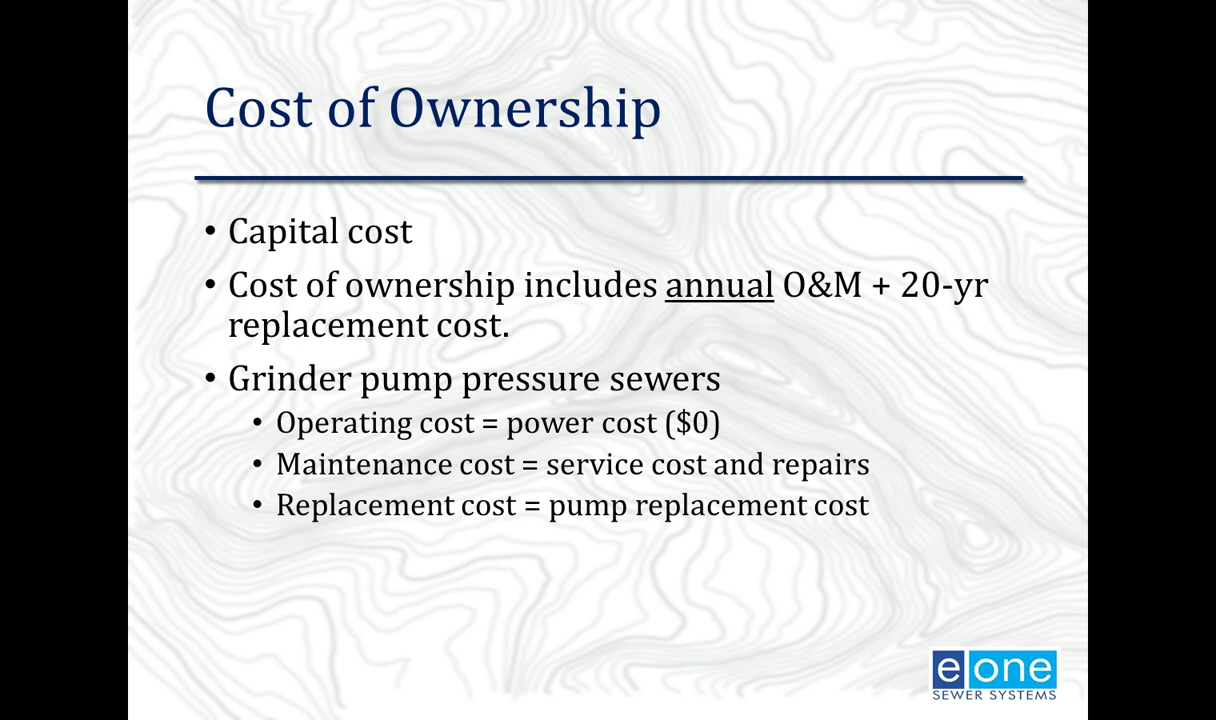 Cost of Ownership
• Capital cost
• Cost of ownership includes annual O&M + 20-yr
replacement cost.
• Grinder pump pressure sewers
• Operating cost = power cost ($0)
• Maintenance cost = service cost and repairs
• Replacement cost = pump replacement cost
e one
SEWER SYSTEMS